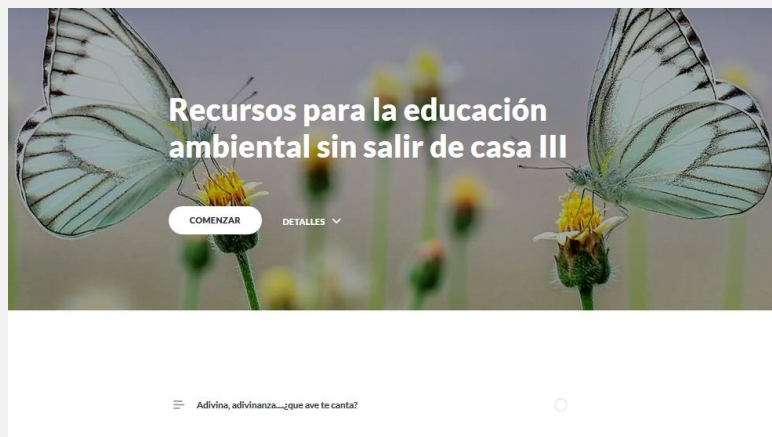 Recursos para la educación
ambiental sin salir de casa III
COMENZAR DETALLES
Adivina, adivinanza....¿que ave te canta?